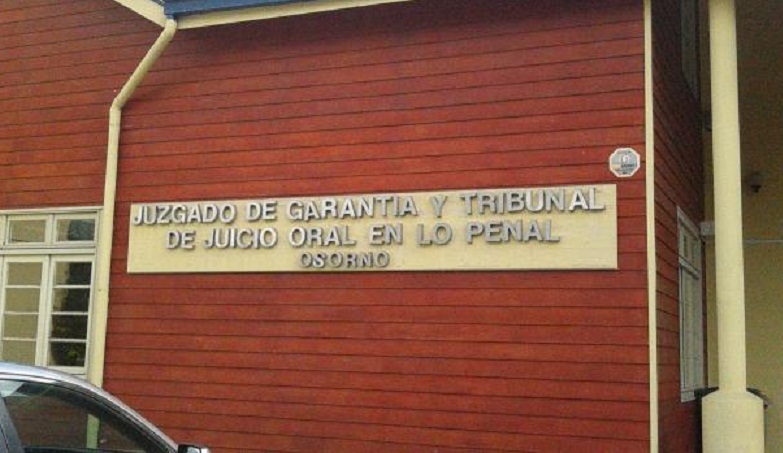 JUZGADO DE GARANTIA Y TRIBUNAL
DE JUICIO ORAL EN LO PENAL
OSORNO